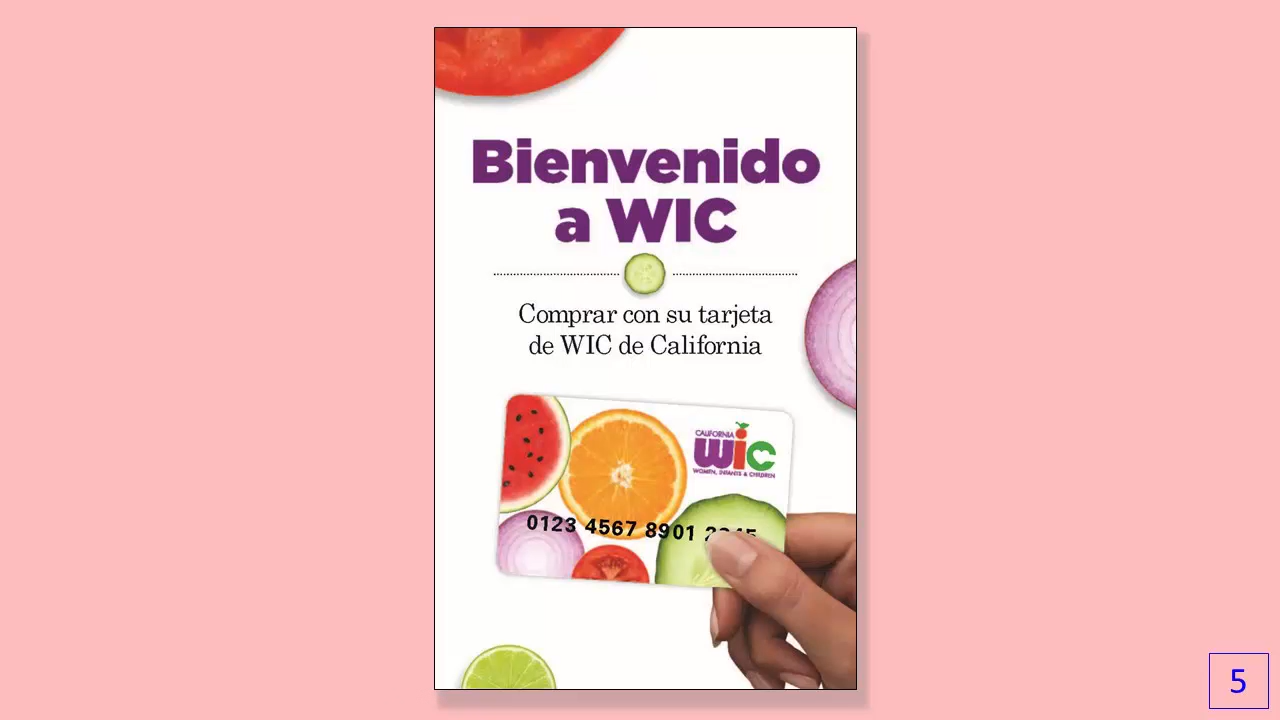 Bienvenido
a WIC
Comprar con su tarjeta
de WIC de California
CALIFORNIA
wic
WOMEN, INFANTS & CHILDREN
0123 4567 8901
5